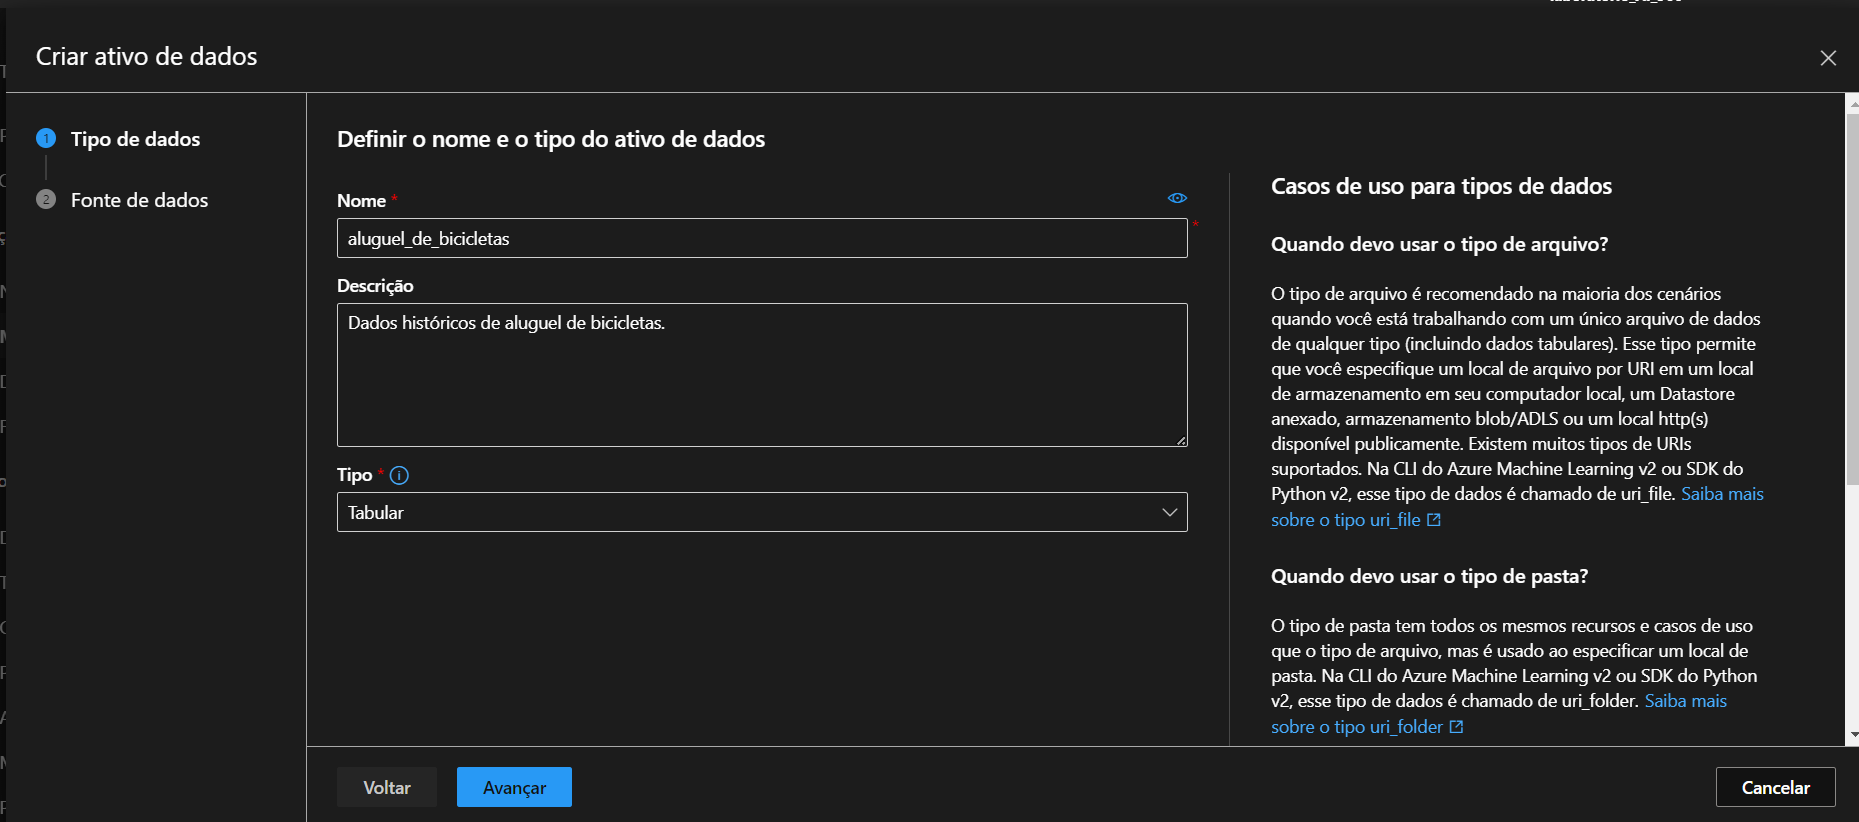 Criar ativo de dados
1 Tipo de dados
2 Fonte de dados
Definir o nome e o tipo do ativo de dados
Nome *
aluguel_de_bicicletas *
Descrição
Dados históricos de aluguel de bicicletas.
Tipo *
Tabular
Casos de uso para tipos de dados
Quando devo usar o tipo de arquivo?
O tipo de arquivo é recomendado na maioria dos cenários
quando você está trabalhando com um único arquivo de dados
de qualquer tipo (incluindo dados tabulares). Esse tipo permite
que você especifique um local de arquivo por URI em um local
de armazenamento em seu computador local, um Datastore
anexado, armazenamento blob/ADLS ou um local http(s)
disponível publicamente. Existem muitos tipos de URIs
suportados. Na CLI do Azure Machine Learning v2 ou SDK do
Python v2, esse tipo de dados é chamado de uri_file. Saiba mais
sobre o tipo uri_file
Quando devo usar o tipo de pasta?
O tipo de pasta tem todos os mesmos recursos e casos de uso
que o tipo de arquivo, mas é usado ao especificar um local de
pasta. Na CLI do Azure Machine Learning v2 ou SDK do Python
v2, esse tipo de dados é chamado de uri_folder. Saiba mais
sobre o tipo uri_folder
Voltar
Avançar
Cancelar